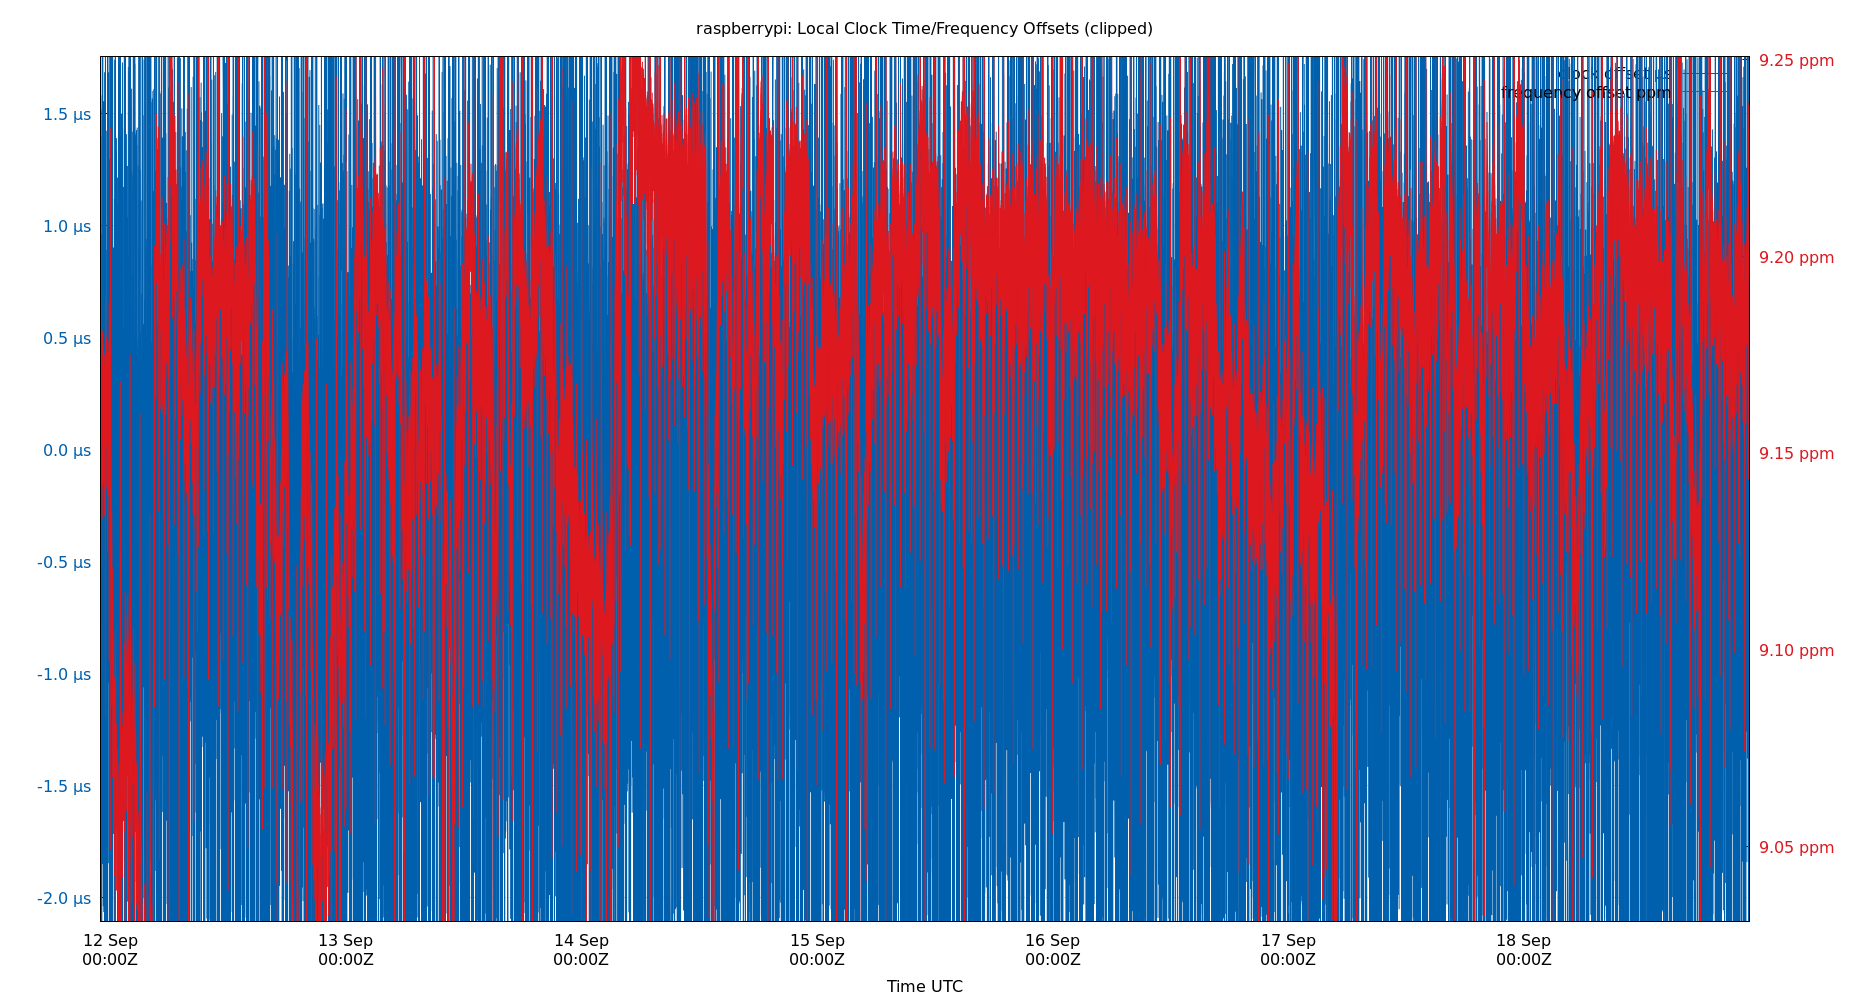 raspberrypi: Local Clock Time/Frequency Offsets (clipped)
9.25 ppm
clock offset µs
frequency offset ppm
1.5 µs
1.0 µs
9.20 ppm
0.5 µs
0.0 µs
9.15 ppm
-0.5 µs
9.10 ppm
-1.0 µs
-1.5 µs
9.05 ppm
-2.0 µs
12 Sep 13 Sep 14 Sep 15 Sep 16 Sep 17 Sep 18 Sep
00:00Z 00:00Z 00:00Z 00:00Z 00:00Z 00:00Z 00:00Z
Time UTC